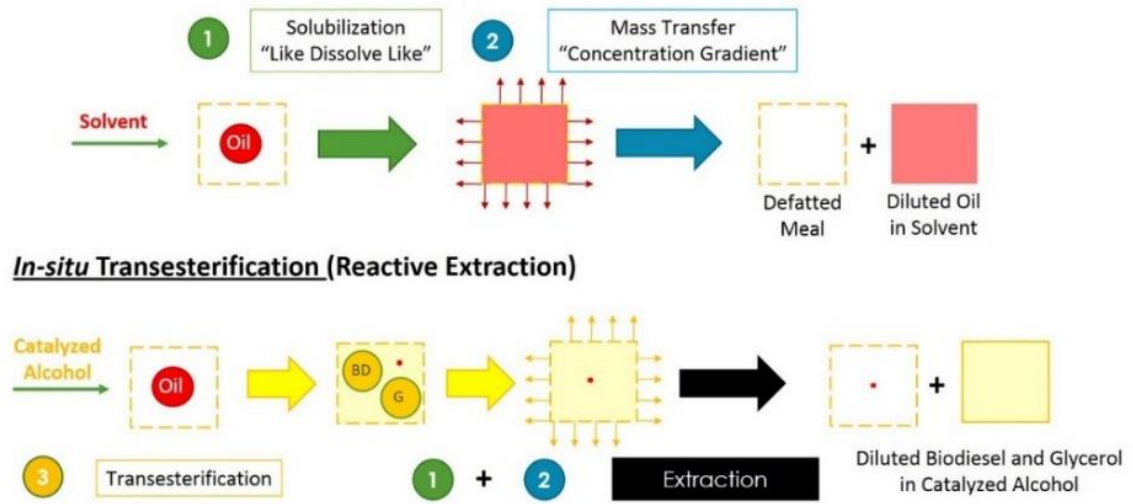 1
Solubilization
“Like Dissolve Like”
2
Mass Transfer
“Concentration Gradient”
Solvent
Oil
+
Defatted
Meal
Diluted Oil
in Solvent
In-situ Transesterification (Reactive Extraction)
Catalyzed
Alcohol
Oil
BD
G
+
3
Transesterification
1 + 2
Extraction
Diluted Biodiesel and Glycerol
in Catalyzed Alcohol